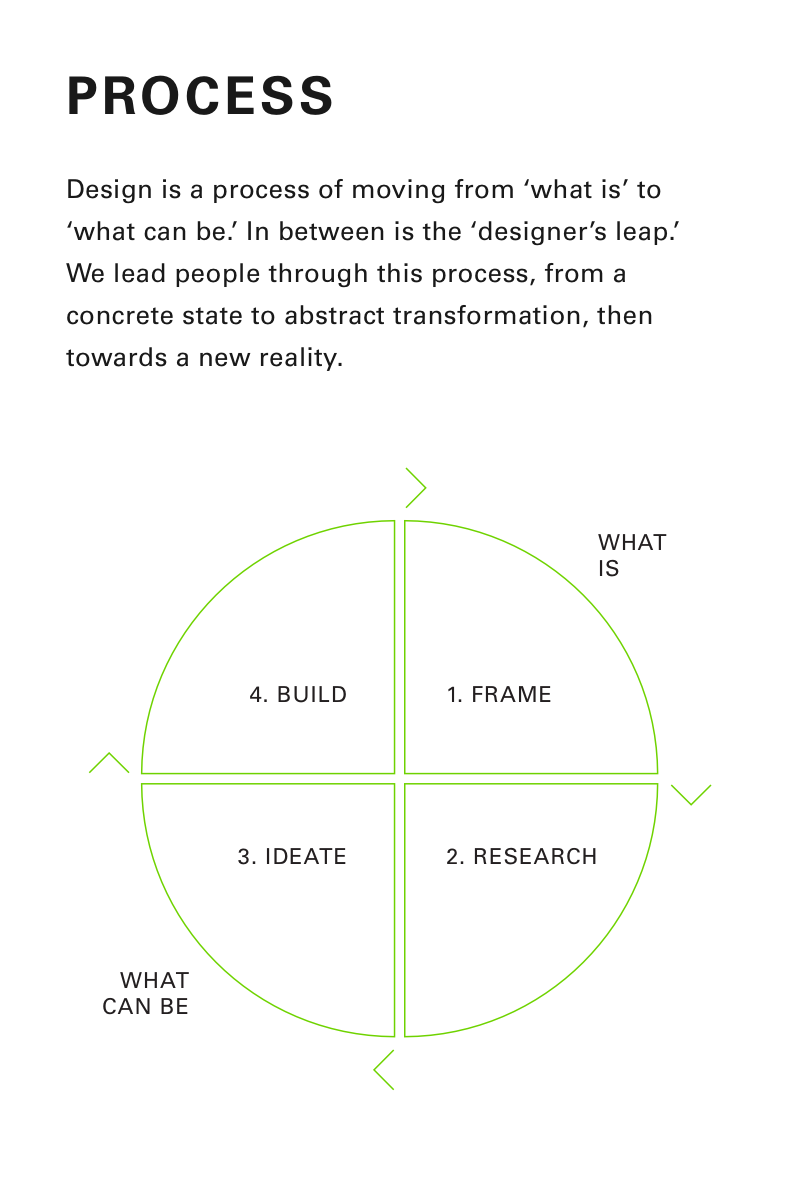 PROCESS
Design is a process of moving from ‘what is’ to
‘what can be.’ In between is the ‘designer’s leap.’
We lead people through this process, from a
concrete state to abstract transformation, then
towards a new reality.
WHAT
IS
4. BUILD
1. FRAME
3. IDEATE
2. RESEARCH
WHAT
CAN BE